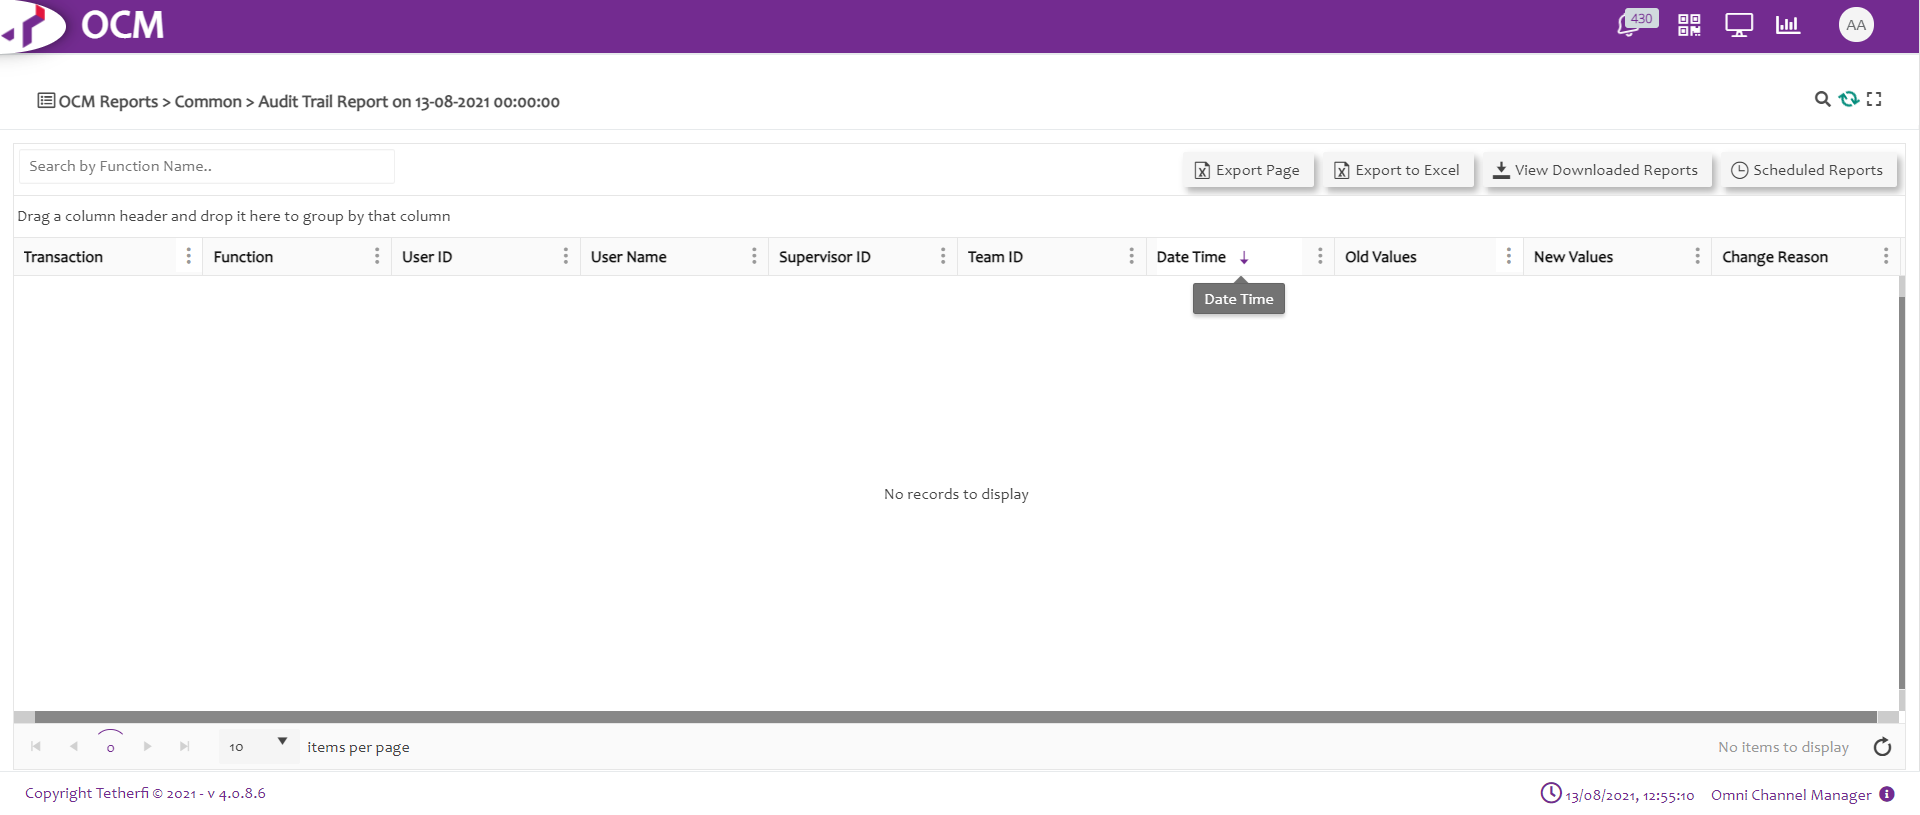 OCM
430
AA
OCM Reports > Common > Audit Trail Report on 13-08-2021 00:00:00
Search by Function Name..
Export Page
Export to Excel
View Downloaded Reports
Scheduled Reports
Drag a column header and drop it here to group by that column
Transaction Function User ID User Name Supervisor ID Team ID Date Time Old Values New Values Change Reason
Date Time
No records to display
0
10
items per page
No items to display
Copyright Tetherfi © 2021 - v 4.0.8.6
13/08/2021, 12:55:10
Omni Channel Manager